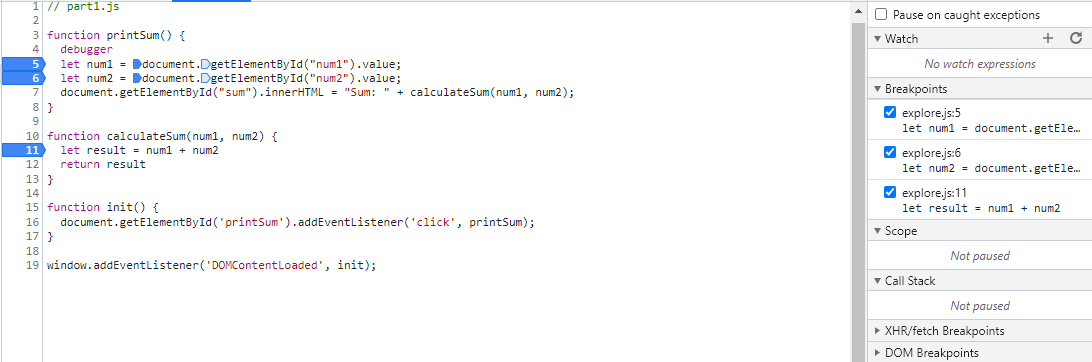 1 // part1.js
2
3 function printSum() {
4   debugger
5   let num1 = document.getElementById("num1").value;
6   let num2 = document.getElementById("num2").value;
7   document.getElementById("sum").innerHTML = "Sum: " + calculateSum(num1, num2);
8 }
9
10 function calculateSum(num1, num2) {
11   let result = num1 + num2
12   return result
13 }
14
15 function init() {
16   document.getElementById('printSum').addEventListener('click', printSum);
17 }
18
19 window.addEventListener('DOMContentLoaded', init);
Pause on caught exceptions
Watch
No watch expressions
Breakpoints
explore.js:5
let num1 = document.getEle…
explore.js:6
let num2 = document.getEle…
explore.js:11
let result = num1 + num2
Scope
Not paused
Call Stack
Not paused
XHR/fetch Breakpoints
DOM Breakpoints